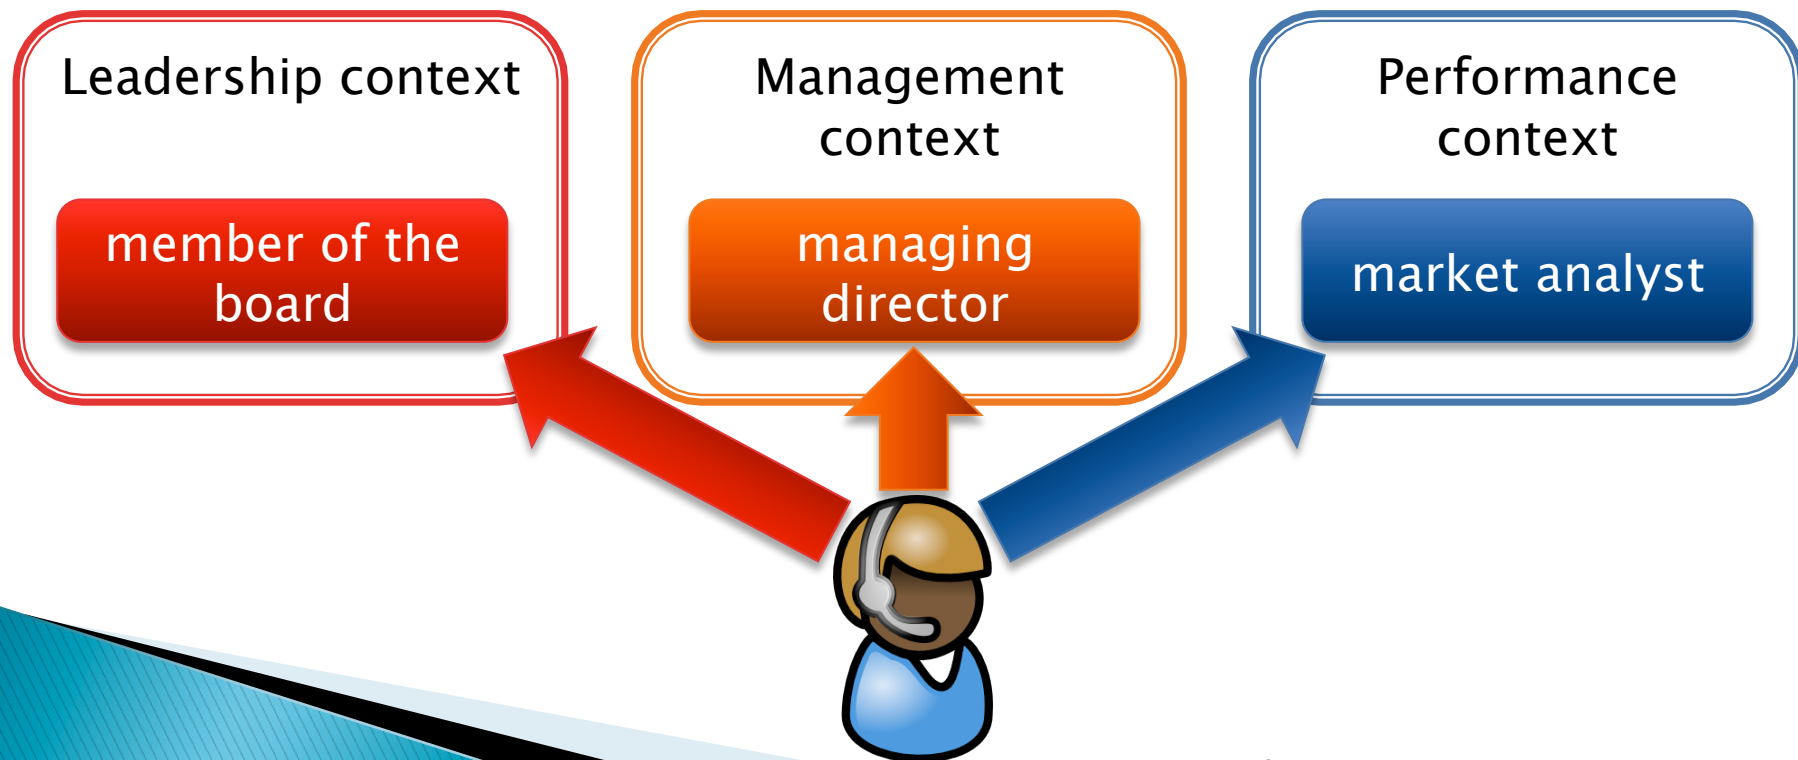 Leadership context
member of the
board
Management
context
managing
director
Performance
context
market analyst